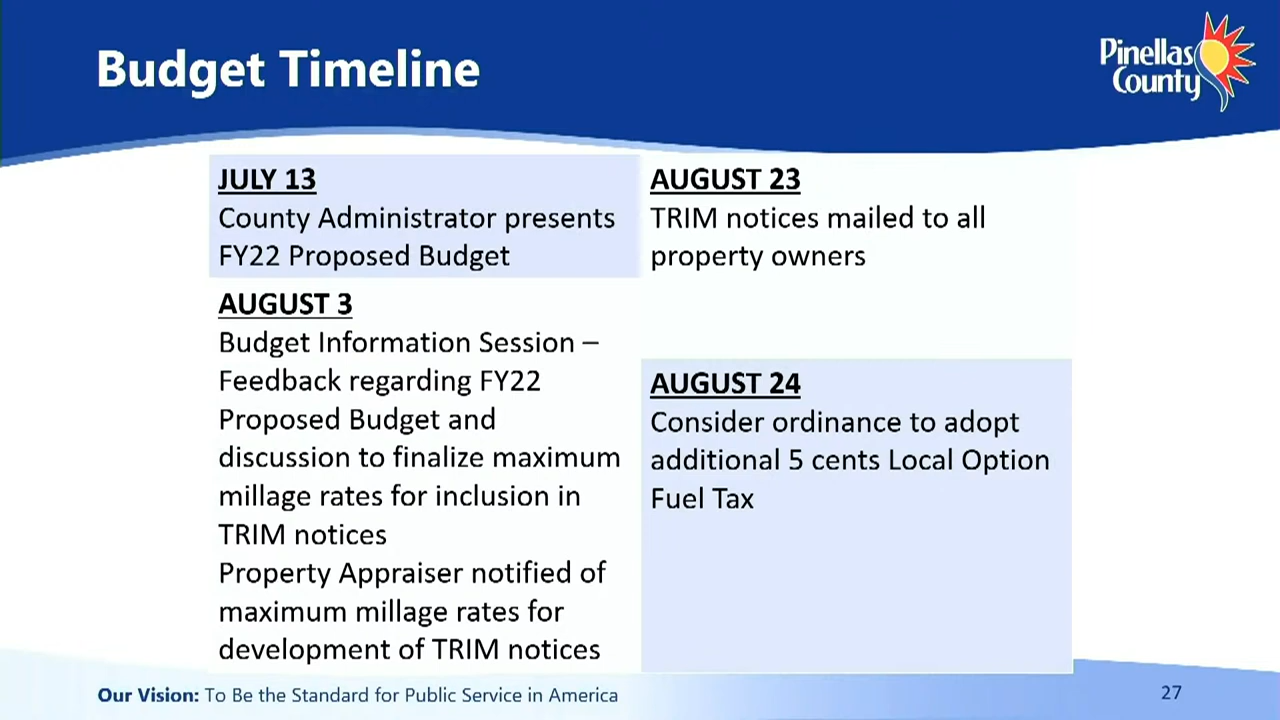 Budget Timeline
Pinellas
County
JULY 13
County Administrator presents
FY22 Proposed Budget
AUGUST 3
Budget Information Session –
Feedback regarding FY22
Proposed Budget and
discussion to finalize maximum
millage rates for inclusion in
TRIM notices
Property Appraiser notified of
maximum millage rates for
development of TRIM notices
AUGUST 23
TRIM notices mailed to all
property owners
AUGUST 24
Consider ordinance to adopt
additional 5 cents Local Option
Fuel Tax
Our Vision: To Be the Standard for Public Service in America
27